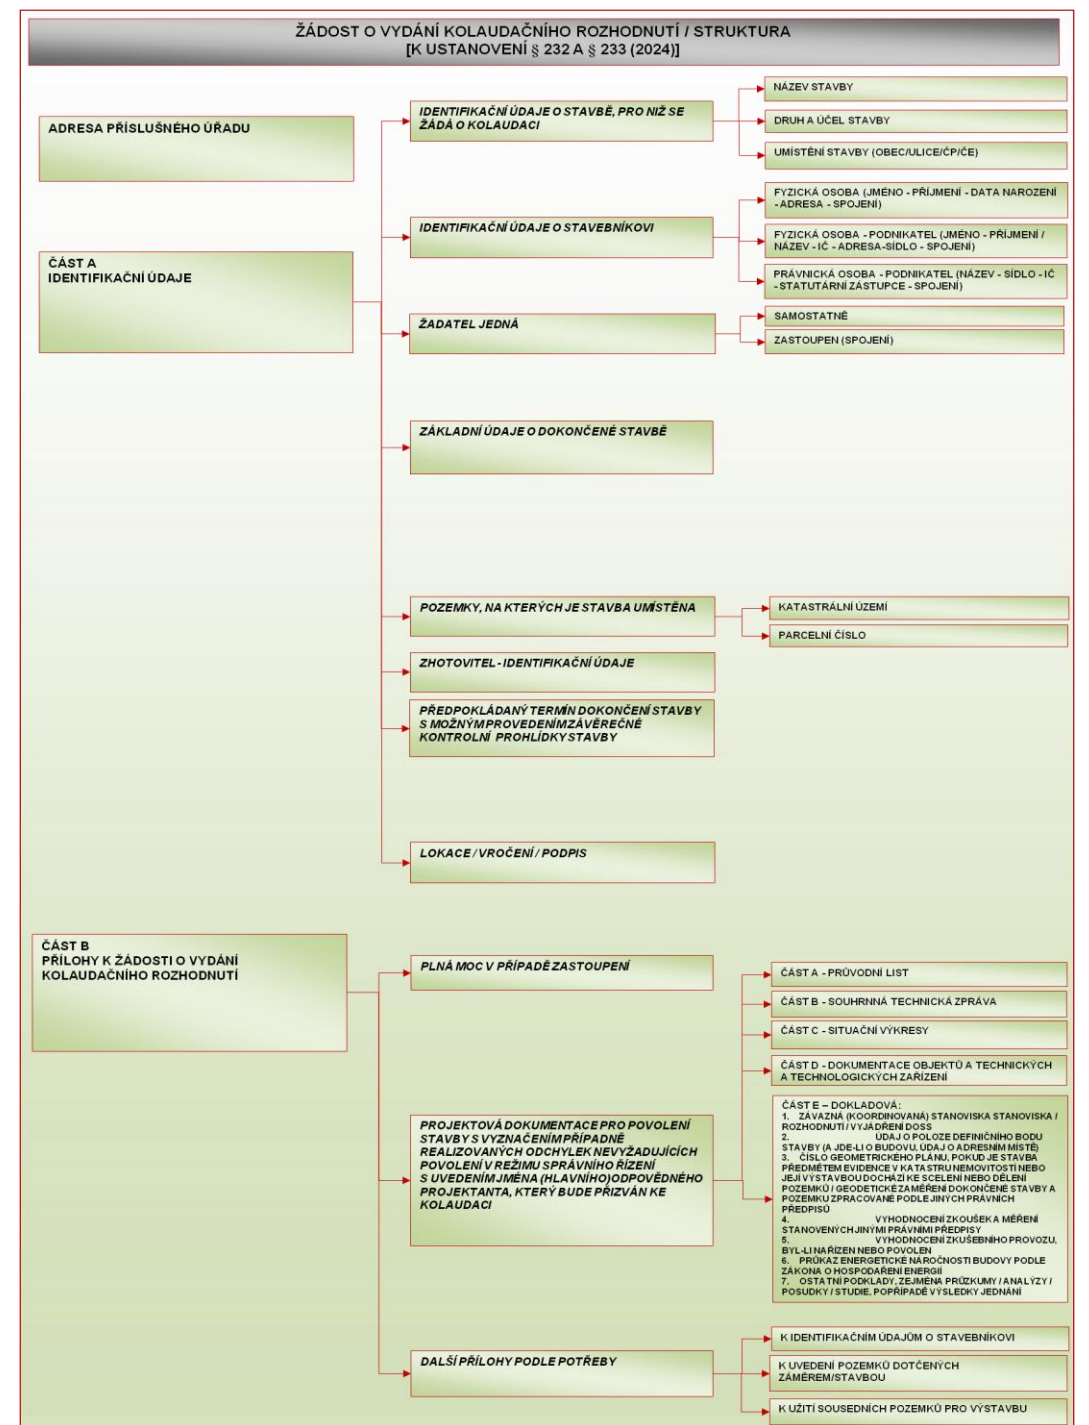 ŽÁDOST O VYDÁNÍ KOLAUDAČNÍHO ROZHODNUTÍ / STRUKTURA
[K USTANOVENÍ § 232 A § 233 (2024)]
ADRESA PŘÍSLUŠNÉHO ÚŘADU
ČÁST A
IDENTIFIKAČNÍ ÚDAJE
IDENTIFIKAČNÍ ÚDAJE O STAVBĚ, PRO NIŽ SE
ŽÁDÁ O KOLAUDACI
NÁZEV STAVBY
DRUH A ÚČEL STAVBY
UMÍSTĚNÍ STAVBY (OBEC/ULICE/ČP/ČE)
IDENTIFIKAČNÍ ÚDAJE O STAVEBNÍKOVI
FYZICKÁ OSOBA (JMÉNO - PŘÍJMENÍ - DATA NAROZENÍ
- ADRESA - SPOJENÍ)
FYZICKÁ OSOBA - PODNIKATEL (JMÉNO - PŘÍJMENÍ /
NÁZEV - IČ - ADRESA-SÍDLO - SPOJENÍ)
PRÁVNICKÁ OSOBA - PODNIKATEL (NÁZEV - SÍDLO - IČ
- STATUTÁRNÍ ZÁSTUPCE - SPOJENÍ)
ŽADATEL JEDNÁ
SAMOSTATNĚ
ZASTOUPEN (SPOJENÍ)
ZÁKLADNÍ ÚDAJE O DOKONČENÉ STAVBĚ
POZEMKY, NA KTERÝCH JE STAVBA UMÍSTĚNA
KATASTRÁLNÍ ÚZEMÍ
PARCELNÍ ČÍSLO
ZHOTOVITEL - IDENTIFIKAČNÍ ÚDAJE
PŘEDPOKLÁDANÝ TERMÍN DOKONČENÍ STAVBY
S MOŽNÝM PROVEDENÍM ZÁVĚREČNÉ
KONTROLNÍ PROHLÍDKY STAVBY
LOKACE / VROČENÍ / PODPIS
ČÁST B
PŘÍLOHY K ŽÁDOSTI O VYDÁNÍ
KOLAUDAČNÍHO ROZHODNUTÍ
PLNÁ MOC V PŘÍPADĚ ZASTOUPENÍ
PROJEKTOVÁ DOKUMENTACE PRO POVOLENÍ
STAVBY S VYZNAČENÍM PŘÍPADNĚ
REALIZOVANÝCH ODCHYLEK NEVYŽADUJÍCÍCH
POVOLENÍ V REŽIMU SPRÁVNÍHO ŘÍZENÍ
S UVEDENÍM JMÉNA (HLAVNÍHO) ODPOVĚDNÉHO
PROJEKTANTA, KTERÝ BUDE PŘIZVÁN KE
KOLAUDACI
ČÁST A - PRŮVODNÍ LIST
ČÁST B - SOUHRNNÁ TECHNICKÁ ZPRÁVA
ČÁST C - SITUAČNÍ VÝKRESY
ČÁST D - DOKUMENTACE OBJEKTŮ A TECHNICKÝCH
A TECHNOLOGICKÝCH ZAŘÍZENÍ
ČÁST E – DOKLADOVÁ:
1. ZÁVAZNÁ (KOORDINOVANÁ) STANOVISKA STANOVISKA /
ROZHODNUTÍ / VYJÁDŘENÍ DOSS
2. ÚDAJ O POLOZE DEFINIČNÍHO BODU
STAVBY (A JDE-LI O BUDOVU, ÚDAJ O ADRESNÍM MÍSTĚ)
3. ČÍSLO GEOMETRICKÉHO PLÁNU, POKUD JE STAVBA
PŘEDMĚTEM EVIDENCE V KATASTRU NEMOVITOSTÍ NEBO
JEJÍ VÝSTAVBOU DOCHÁZÍ KE SCELENÍ NEBO DĚLENÍ
POZEMKŮ / GEODETICKÉ ZAMĚŘENÍ DOKONČENÉ STAVBY A
POZEMKU ZPRACOVANÉ PODLE JINÝCH PRÁVNÍCH
PŘEDPISŮ
4. VYHODNOCENÍ ZKOUŠEK A MĚŘENÍ
STANOVENÝCH JINÝMI PRÁVNÍMI PŘEDPISY
5. VYHODNOCENÍ ZKUŠEBNÍHO PROVOZU,
BYL-LI NAŘÍZEN NEBO POVOLEN
6. PRŮKAZ ENERGETICKÉ NÁROČNOSTI BUDOVY PODLE
ZÁKONA O HOSPODAŘENÍ ENERGIÍ
7. OSTATNÍ PODKLADY, ZEJMÉNA PRŮZKUMY / ANALÝZY /
POSUDKY / STUDIE, POPŘÍPADĚ VÝSLEDKY JEDNÁNÍ
DALŠÍ PŘÍLOHY PODLE POTŘEBY
K IDENTIFIKAČNÍM ÚDAJŮM O STAVEBNÍKOVI
K UVEDENÍ POZEMKŮ DOTČENÝCH
ZÁMĚREM/STAVBOU
K UŽITÍ SOUSEDNÍCH POZEMKŮ PRO VÝSTAVBU